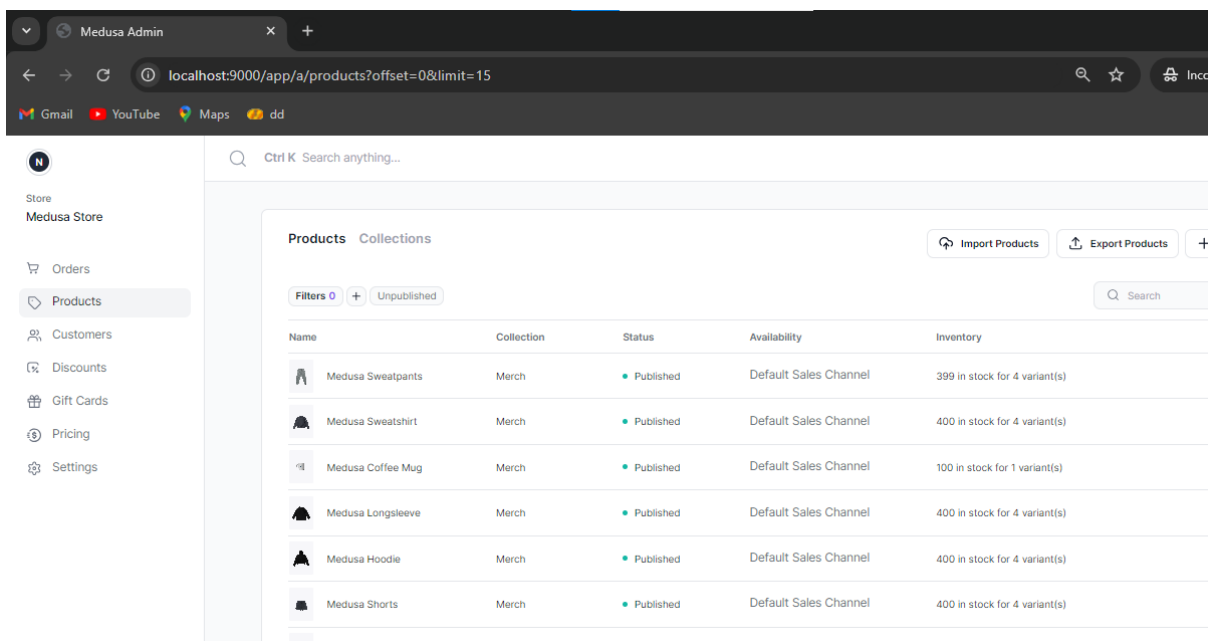 Medusa Admin
localhost:9000/app/a/products?offset=0&limit=15
Gmail YouTube Maps dd
N
Ctrl K Search anything...
Store
Medusa Store
Orders
Products
Customers
Discounts
Gift Cards
Pricing
Settings
Products Collections
Import Products Export Products
Filters 0 Unpublished
Search
Name Collection Status Availability Inventory
Medusa Sweatpants Merch Published Default Sales Channel 399 in stock for 4 variant(s)
Medusa Sweatshirt Merch Published Default Sales Channel 400 in stock for 4 variant(s)
Medusa Coffee Mug Merch Published Default Sales Channel 100 in stock for 1 variant(s)
Medusa Longsleeve Merch Published Default Sales Channel 400 in stock for 4 variant(s)
Medusa Hoodie Merch Published Default Sales Channel 400 in stock for 4 variant(s)
Medusa Shorts Merch Published Default Sales Channel 400 in stock for 4 variant(s)